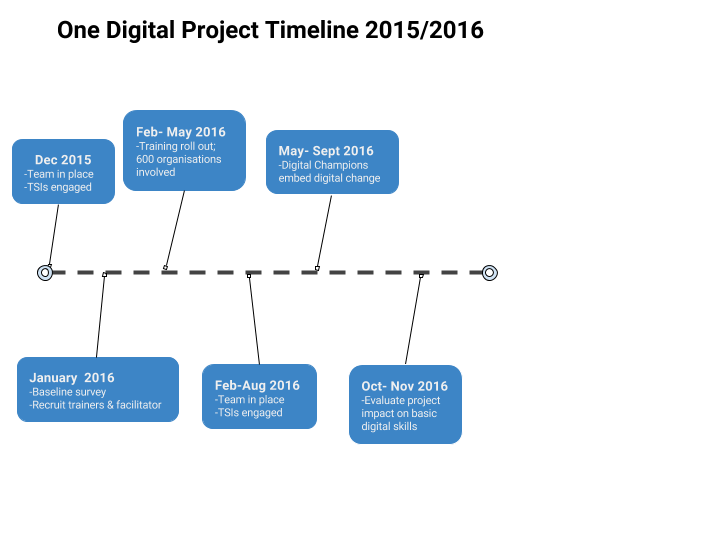 One Digital Project Timeline 2015/2016
Dec 2015
-Team in place
-TSIs engaged
Feb- May 2016
-Training roll out;
600 organisations
involved
May- Sept 2016
-Digital Champions
embed digital change
January  2016
-Baseline survey
-Recruit trainers & facilitator
Feb-Aug 2016
-Team in place
-TSIs engaged
Oct- Nov 2016
-Evaluate project
impact on basic
digital skills